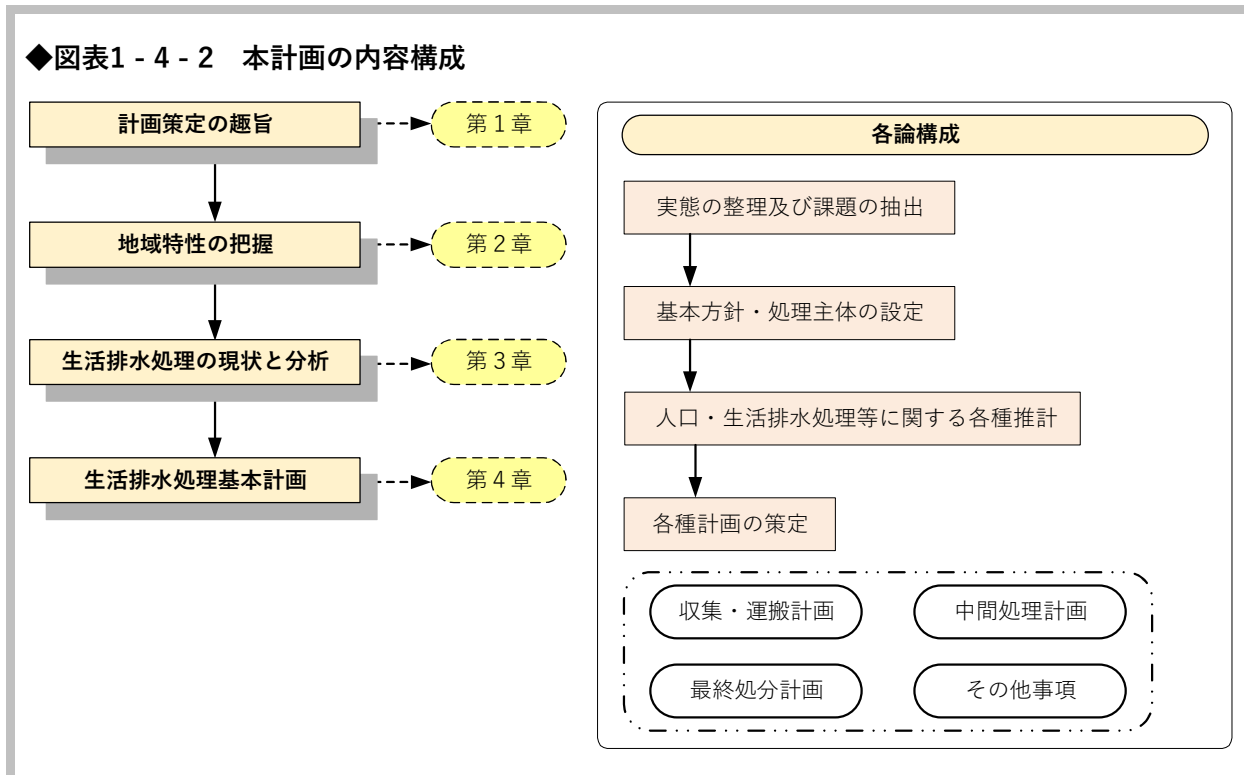 ◆図表1-4-2 本計画の内容構成
計画策定の趣旨
第1章
地域特性の把握
第2章
生活排水処理の現状と分析
第3章
生活排水処理基本計画
第4章
各論構成
実態の整理及び課題の抽出
基本方針・処理主体の設定
人口・生活排水処理等に関する各種推計
各種計画の策定
収集・運搬計画
中間処理計画
最終処分計画
その他事項